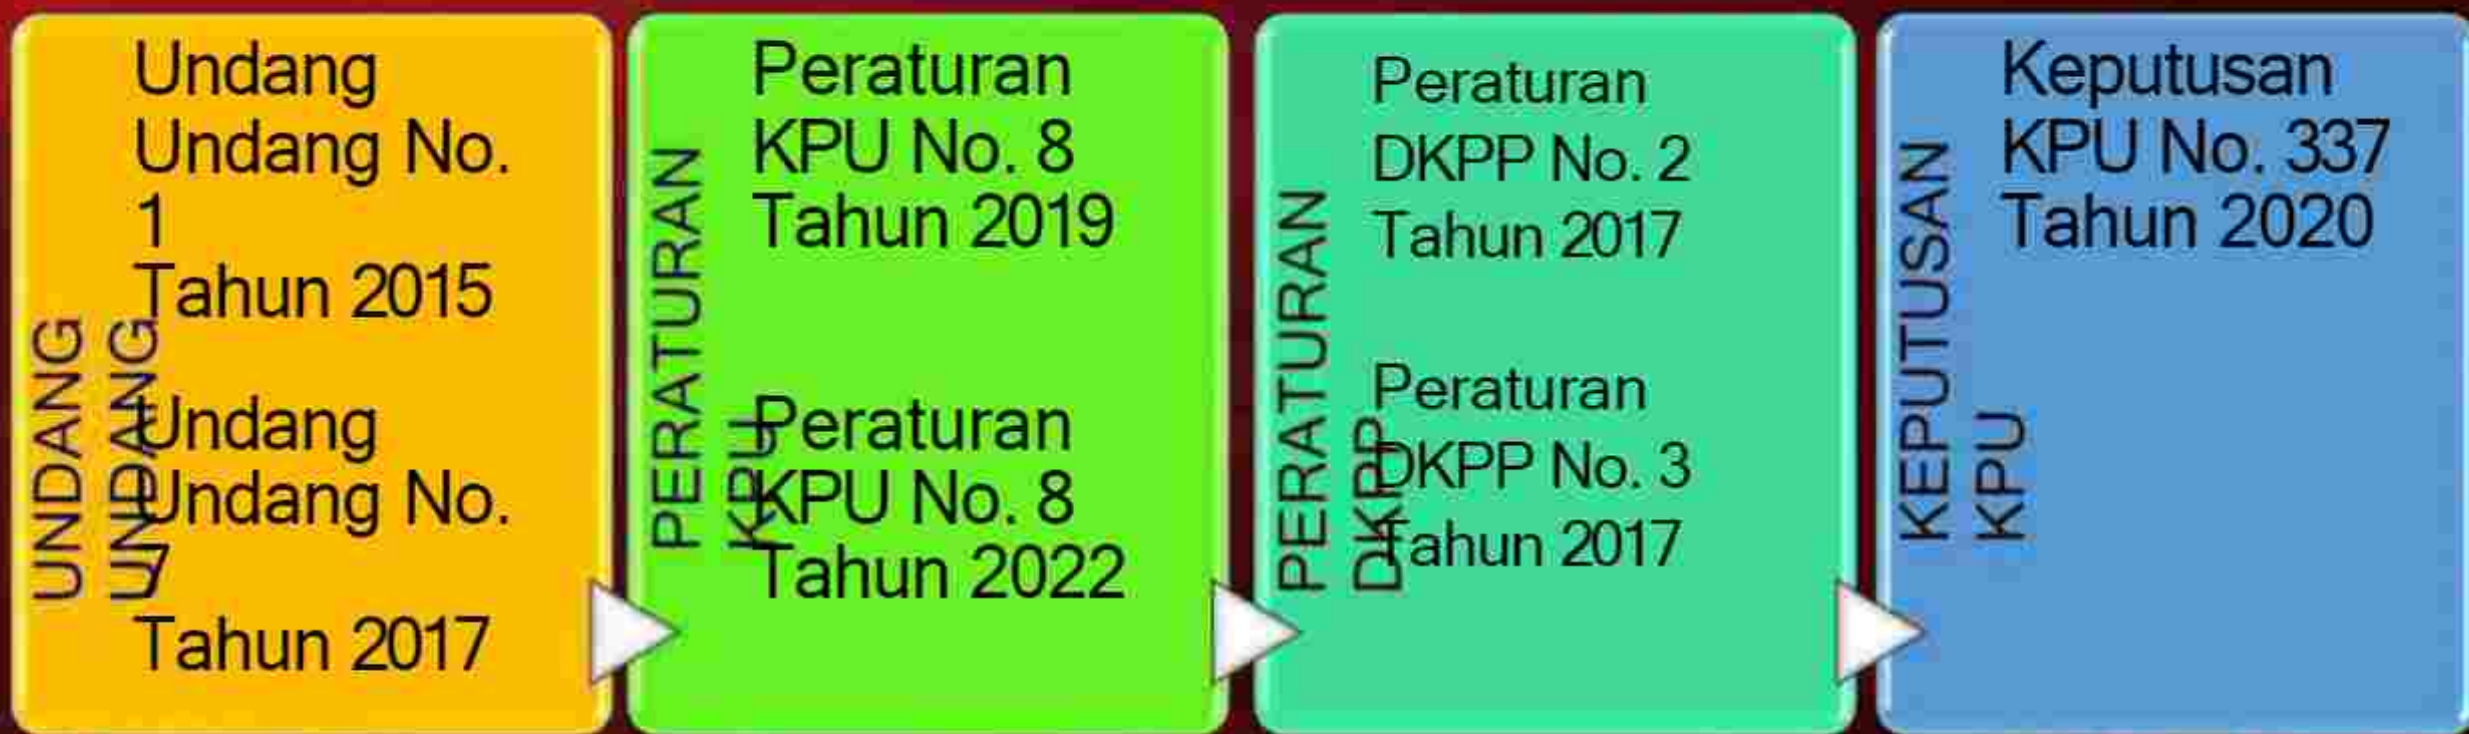 UNDANG
UNDANG
Undang
Undang No.
1
Tahun 2015
Undang
Undang No.
7
Tahun 2017
PERATURAN
KPU
Peraturan
KPU No. 8
Tahun 2019
Peraturan
KPU No. 8
Tahun 2022
PERATURAN
DKPP
Peraturan
DKPP No. 2
Tahun 2017
Peraturan
DKPP No. 3
Tahun 2017
KEPUTUSAN
KPU
Keputusan
KPU No. 337
Tahun 2020